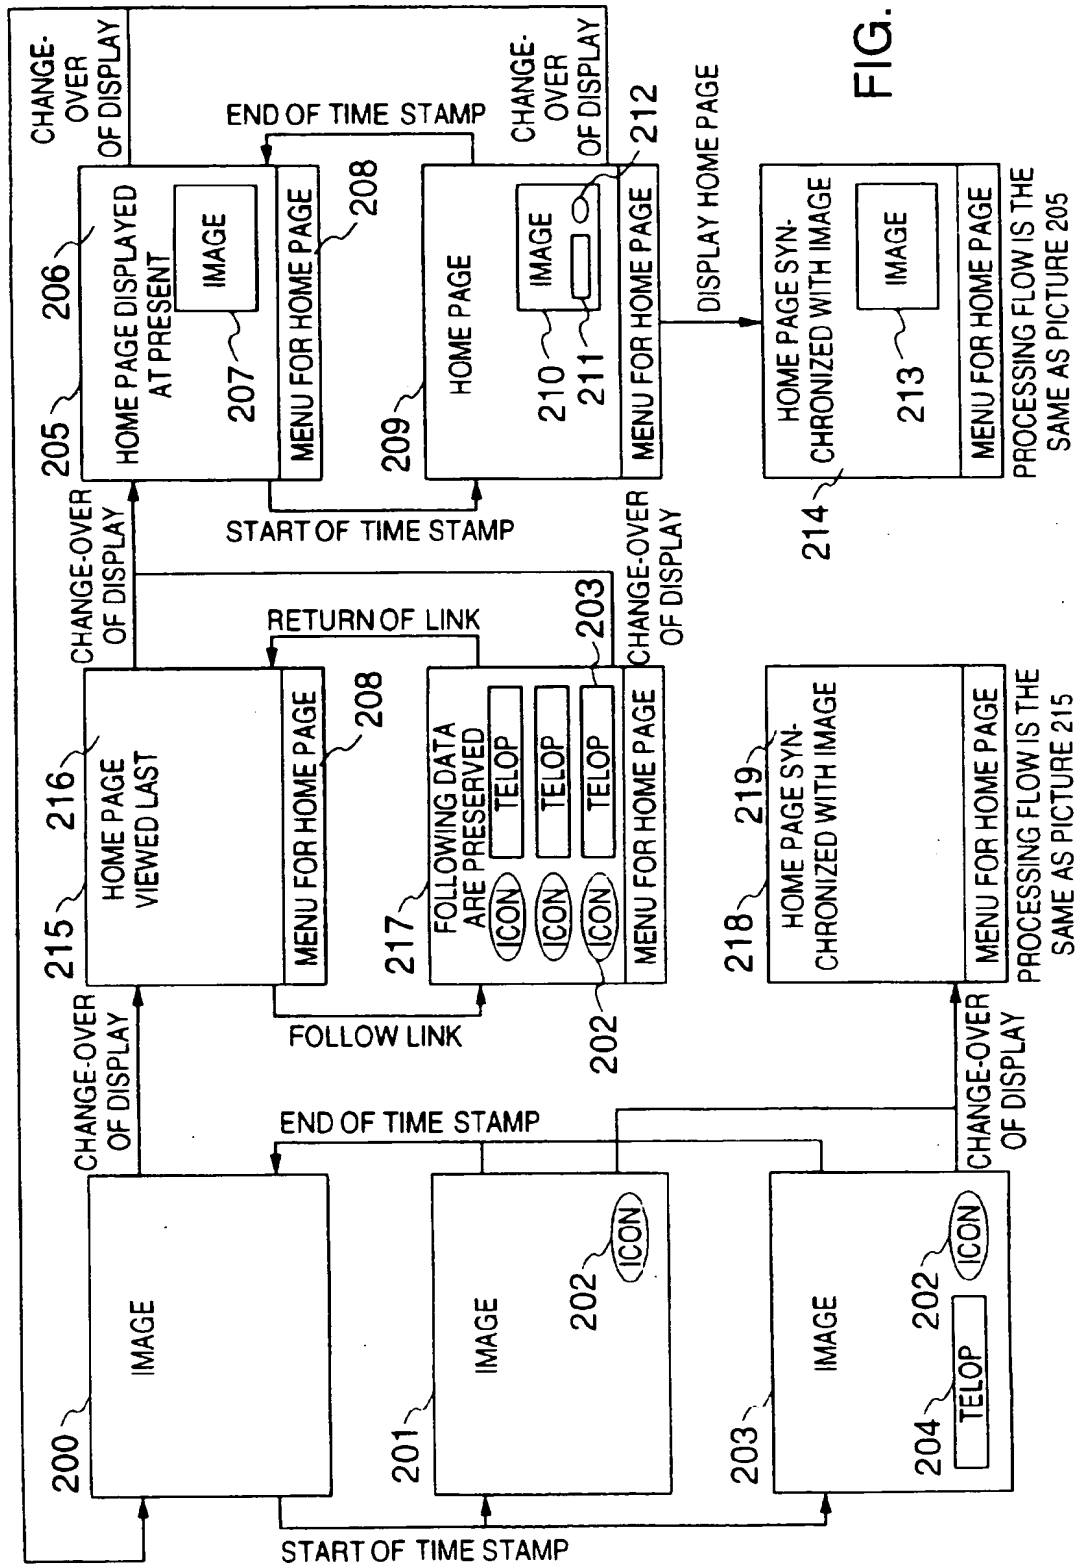 CHANGE-OVER
OF DISPLAY
CHANGE-OVER
OF DISPLAY
CHANGE-
OVER
OF DISPLAY
200
IMAGE
215
216
HOME PAGE
VIEWED LAST
MENU FOR HOME PAGE
208
205
206
HOME PAGE DISPLAYED
AT PRESENT
IMAGE
207
MENU FOR HOME PAGE
208
START OF TIME STAMP
END OF TIME STAMP
FOLLOW LINK
RETURN OF LINK
START OF TIME STAMP
END OF TIME STAMP
201
IMAGE
202
ICON
217
FOLLOWING DATA
ARE PRESERVED
ICON
TELOP
ICON
TELOP
ICON
TELOP
202
203
MENU FOR HOME PAGE
CHANGE-OVER
OF DISPLAY
209
HOME PAGE
210
IMAGE
211
212
MENU FOR HOME PAGE
CHANGE-
OVER
OF DISPLAY
DISPLAY HOME PAGE
203
IMAGE
204
TELOP
202
ICON
CHANGE-OVER
OF DISPLAY
218
219
HOME PAGE SYN-
CHRONIZED WITH IMAGE
MENU FOR HOME PAGE
PROCESSING FLOW IS THE
SAME AS PICTURE 215
214
HOME PAGE SYN-
CHRONIZED WITH IMAGE
IMAGE
213
MENU FOR HOME PAGE
PROCESSING FLOW IS THE
SAME AS PICTURE 205
FIG.